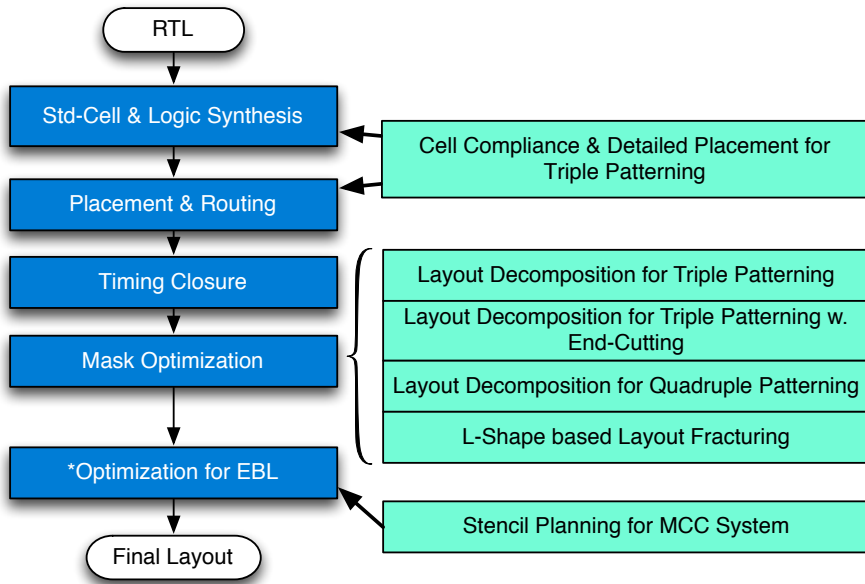 RTL
Std-Cell & Logic Synthesis
Cell Compliance & Detailed Placement for
Triple Patterning
Placement & Routing
Timing Closure
Mask Optimization
Layout Decomposition for Triple Patterning
Layout Decomposition for Triple Patterning w.
End-Cutting
Layout Decomposition for Quadruple Patterning
L-Shape based Layout Fracturing
*Optimization for EBL
Stencil Planning for MCC System
Final Layout